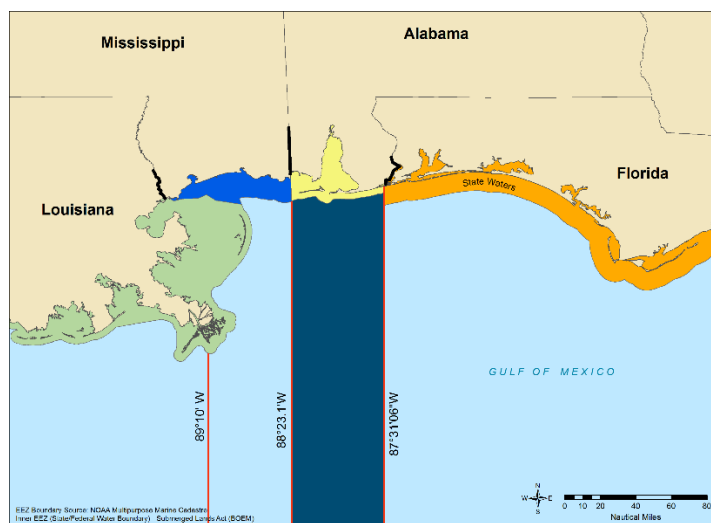 Mississippi
Alabama
Louisiana
Florida
State Waters
GULF OF MEXICO
89°10' W
88°23.1' W
87°31'06"W
N
W
E
S
0 5 10 20 40 60 80
Nautical Miles
EEZ Boundary Source: NOAA Multipurpose Marine Cadastre
Inner EEZ (State/Federal Water Boundary) Submerged Lands Act (BOEM)